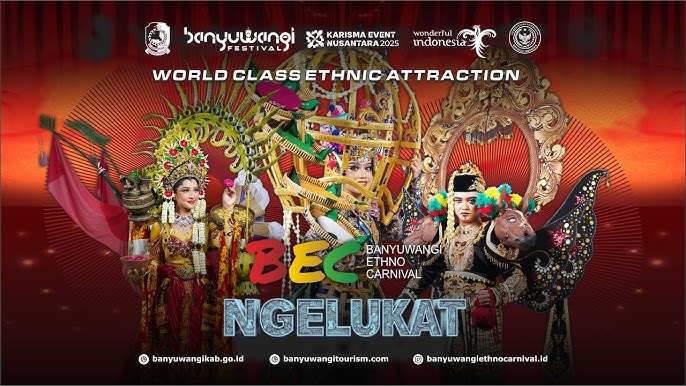 banyuwangi
FESTIVAL
KARISMA EVENT
NUSANTARA 2025
wonderful
indonesia
WORLD CLASS ETHNIC ATTRACTION
BEC
BANYUWANGI
ETHNO
CARNIVAL
NGELUKAT
banyuwangikab.go.id
banyuwangitourism.com
banyuwangiethnocarnival.id